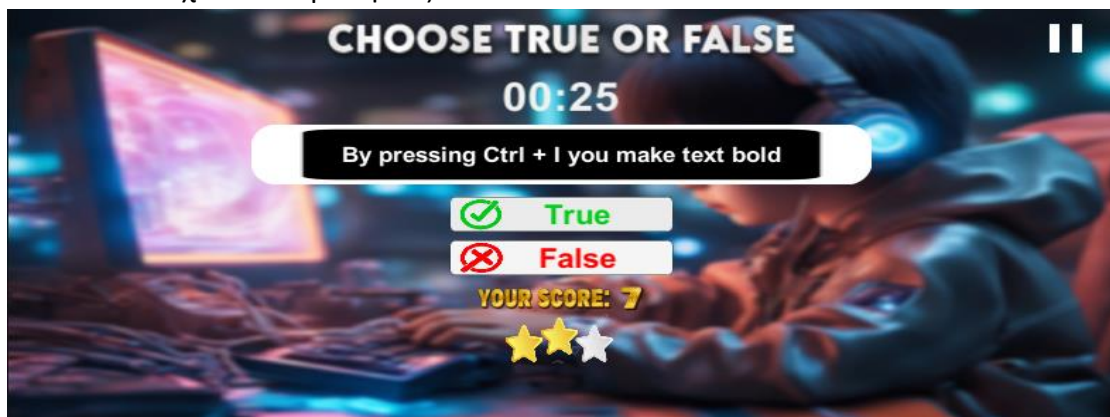 CHOOSE TRUE OR FALSE
00:25
By pressing Ctrl + I you make text bold
True
False
YOUR SCORE: 7